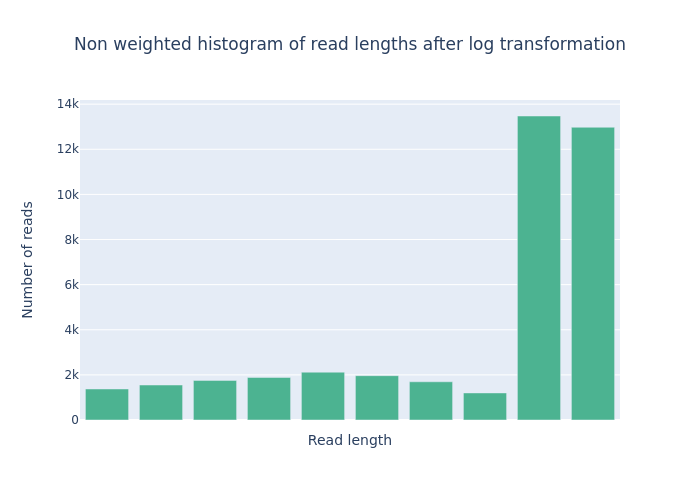 Non weighted histogram of read lengths after log transformation
14k
12k
10k
8k
6k
4k
2k
0
Number of reads
Read length